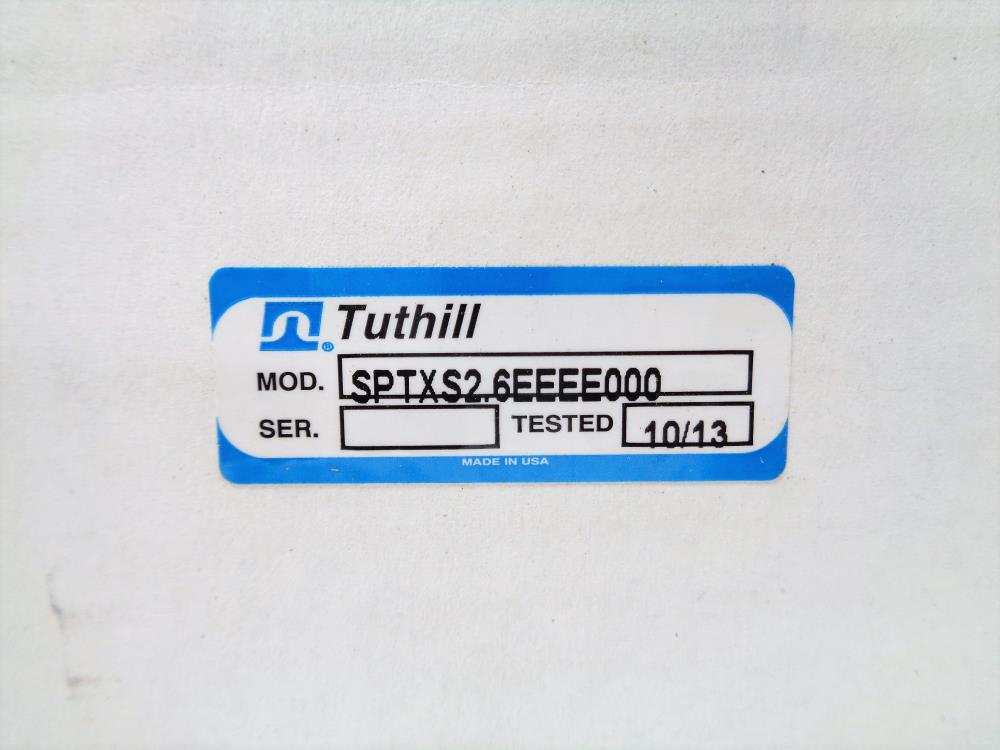 Tuthill
®
MOD. SPTXS2.6EEEE000
SER. TESTED 10/13
MADE IN USA